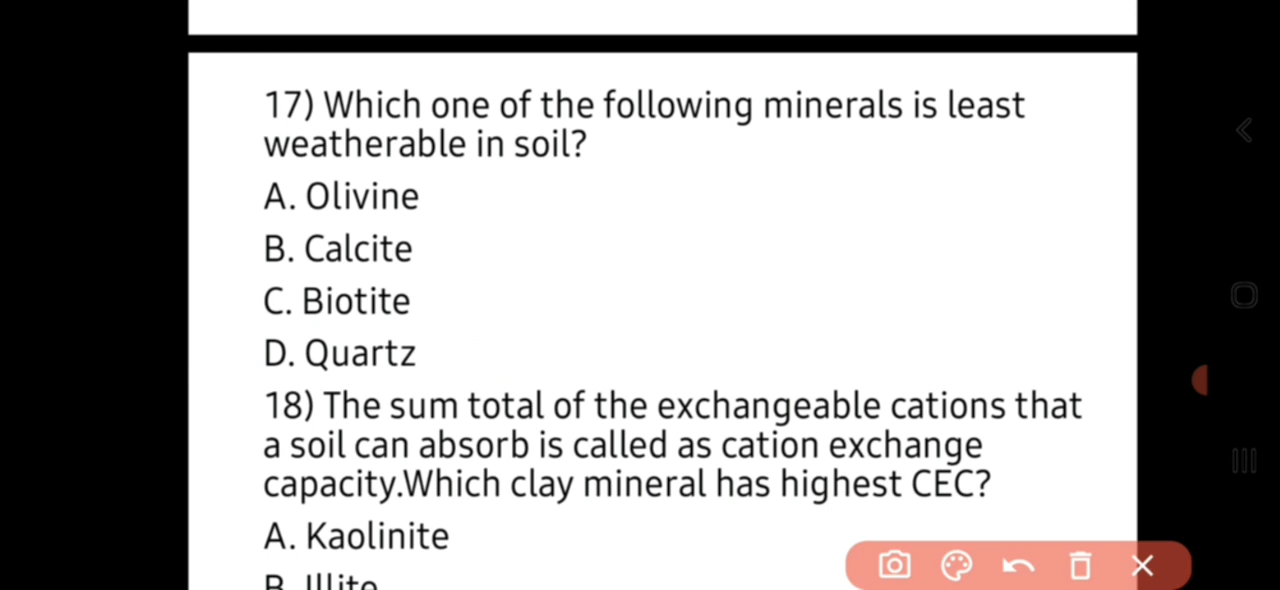 17) Which one of the following minerals is least
weatherable in soil?
A. Olivine
B. Calcite
C. Biotite
D. Quartz
18) The sum total of the exchangeable cations that
a soil can absorb is called as cation exchange
capacity.Which clay mineral has highest CEC?
A. Kaolinite
B. Illite